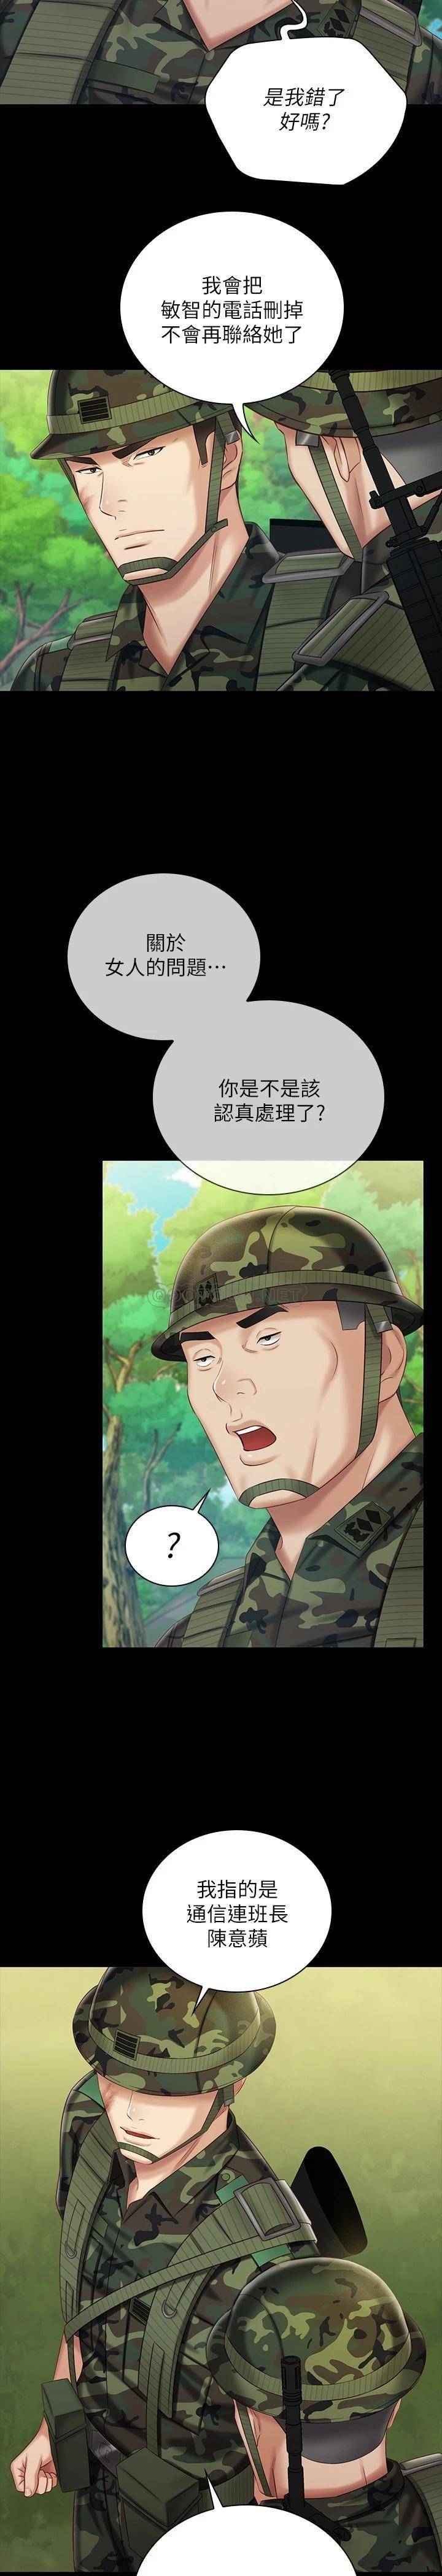 是我錯了
好嗎?
我會把
敏智的電話刪掉
不會再聯絡她了
關於
女人的問題⋯
你是不是該
認真處理了?
?
我指的是
通信連班長
陳意蘋